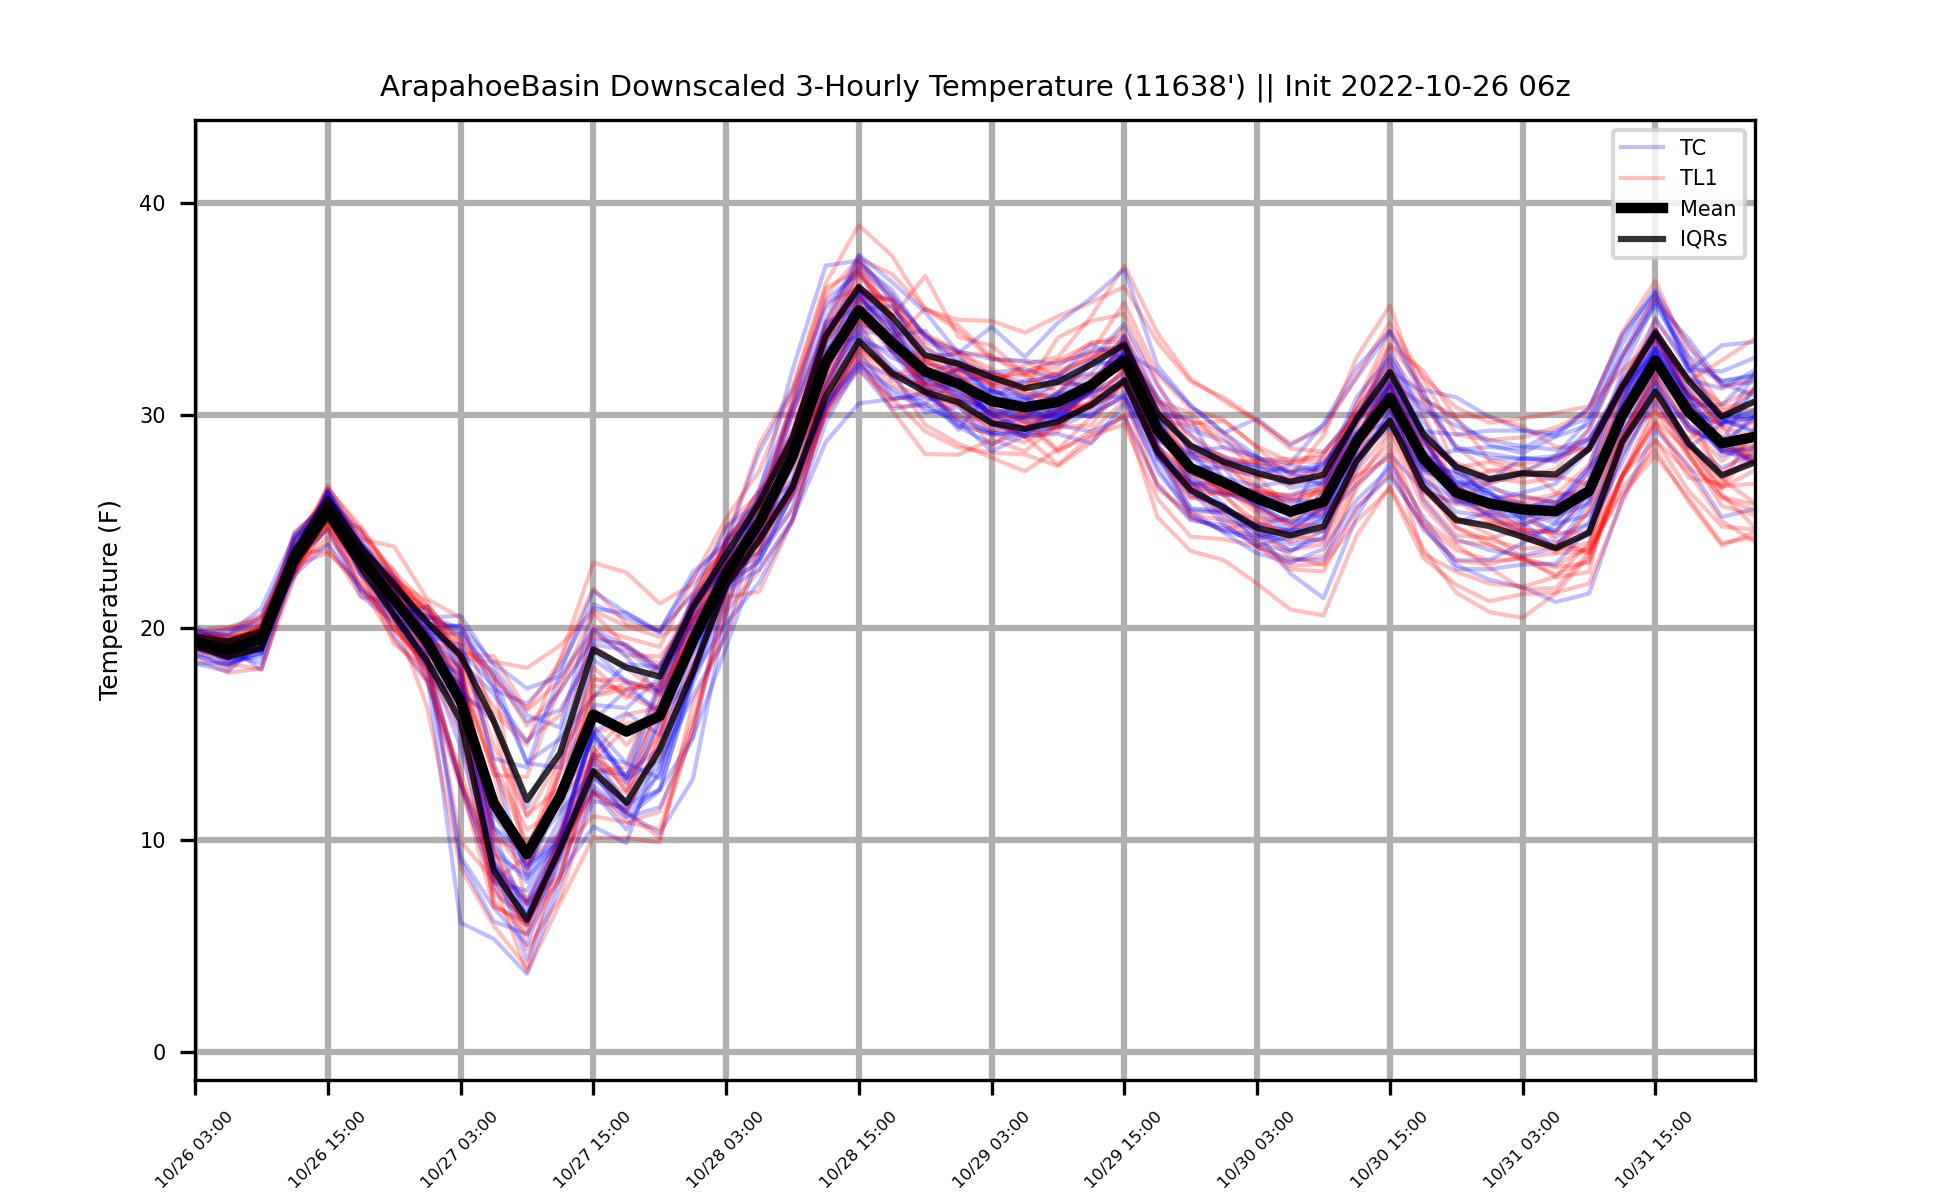 ArapahoeBasin Downscaled 3-Hourly Temperature (11638') || Init 2022-10-26 06z
TC
TL1
Mean
IQRs
Temperature (F)
40
30
20
10
0
10/26 03:00
10/26 15:00
10/27 03:00
10/27 15:00
10/28 03:00
10/28 15:00
10/29 03:00
10/29 15:00
10/30 03:00
10/30 15:00
10/31 03:00
10/31 15:00